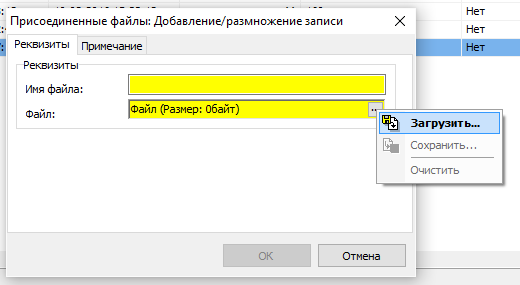 Нет
Присоединенные файлы: Добавление/размножение записи
Нет
Реквизиты Примечание
Нет
Реквизиты
Имя файла:
Файл: Файл (Размер: 0байт) ...
Загрузить...
Сохранить...
Очистить
OK Отмена